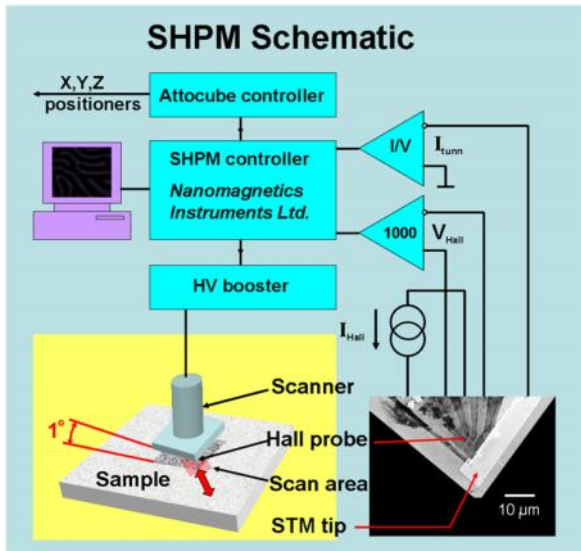 SHPM Schematic
X,Y,Z
positioners
Attocube controller
SHPM controller
Nanomagnetics
Instruments Ltd.
I/V
I tunn
1000
V Hall
HV booster
I Hall
Scanner
1°
Hall probe
Sample
Scan area
STM tip
10 µm